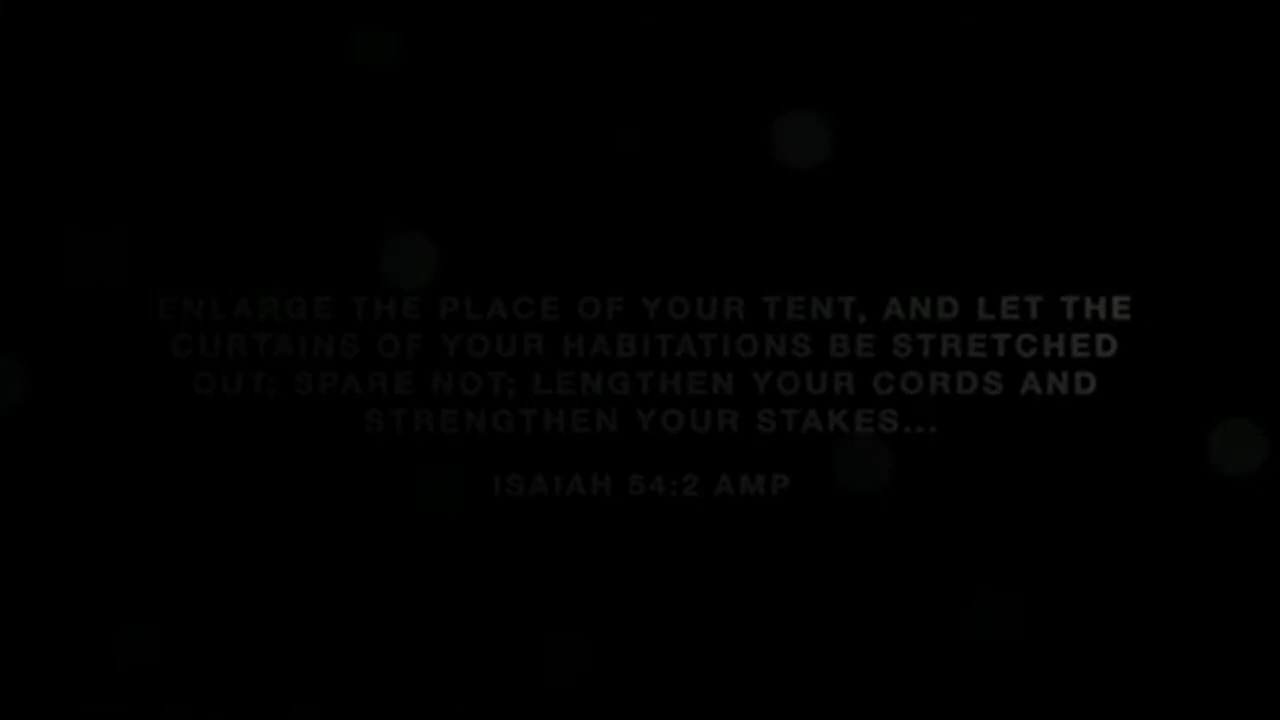 ENLARGE THE PLACE OF YOUR TENT, AND LET THE
CURTAINS OF YOUR HABITATIONS BE STRETCHED
OUT; SPARE NOT; LENGTHEN YOUR CORDS AND
STRENGTHEN YOUR STAKES...
ISAIAH 54:2 AMP